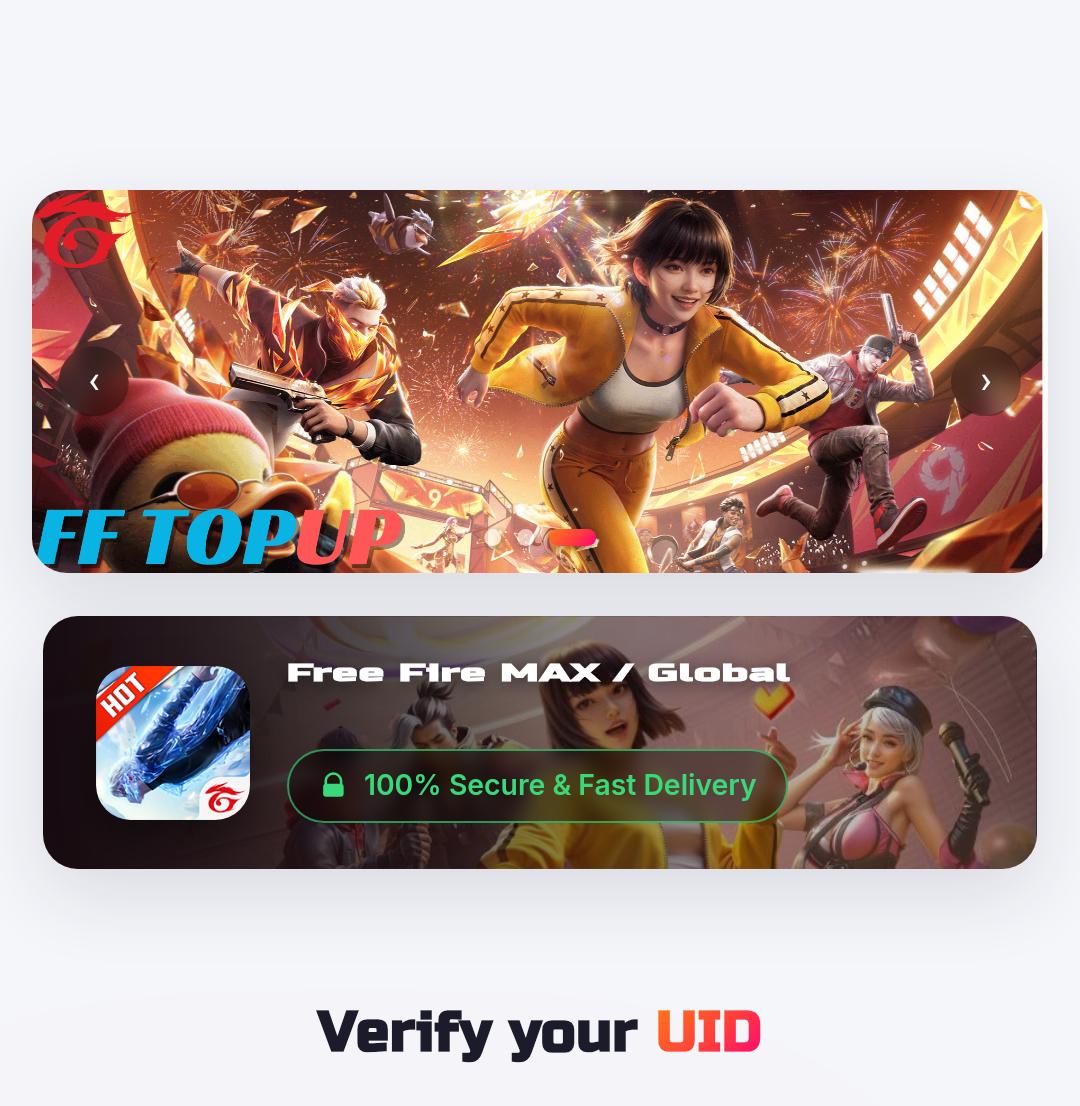 FF TOPUP
Free Fire MAX / Global
HOT
100% Secure & Fast Delivery
Verify your UID